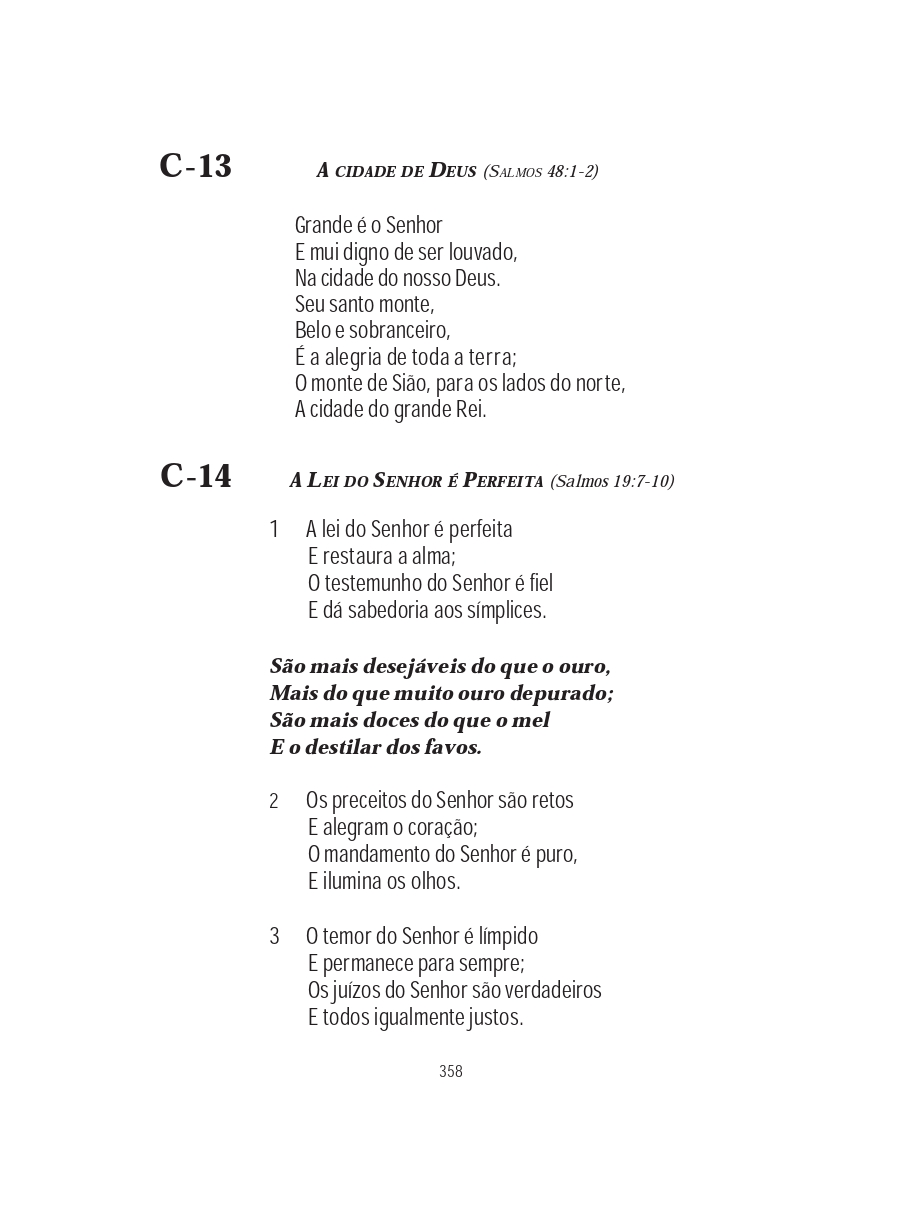 C-13 A CIDADE DE DEUS (SALMOS 48:1-2)
Grande é o Senhor
E mui digno de ser louvado,
Na cidade do nosso Deus.
Seu santo monte,
Belo e sobranceiro,
É a alegria de toda a terra;
O monte de Sião, para os lados do norte,
A cidade do grande Rei.
C-14 A LEI DO SENHOR É PERFEITA (Salmos 19:7-10)
1 A lei do Senhor é perfeita
E restaura a alma;
O testemunho do Senhor é fiel
E dá sabedoria aos símplices.
São mais desejáveis do que o ouro,
Mais do que muito ouro depurado;
São mais doces do que o mel
E o destilar dos favos.
2 Os preceitos do Senhor são retos
E alegram o coração;
O mandamento do Senhor é puro,
E ilumina os olhos.
3 O temor do Senhor é límpido
E permanece para sempre;
Os juízos do Senhor são verdadeiros
E todos igualmente justos.
358